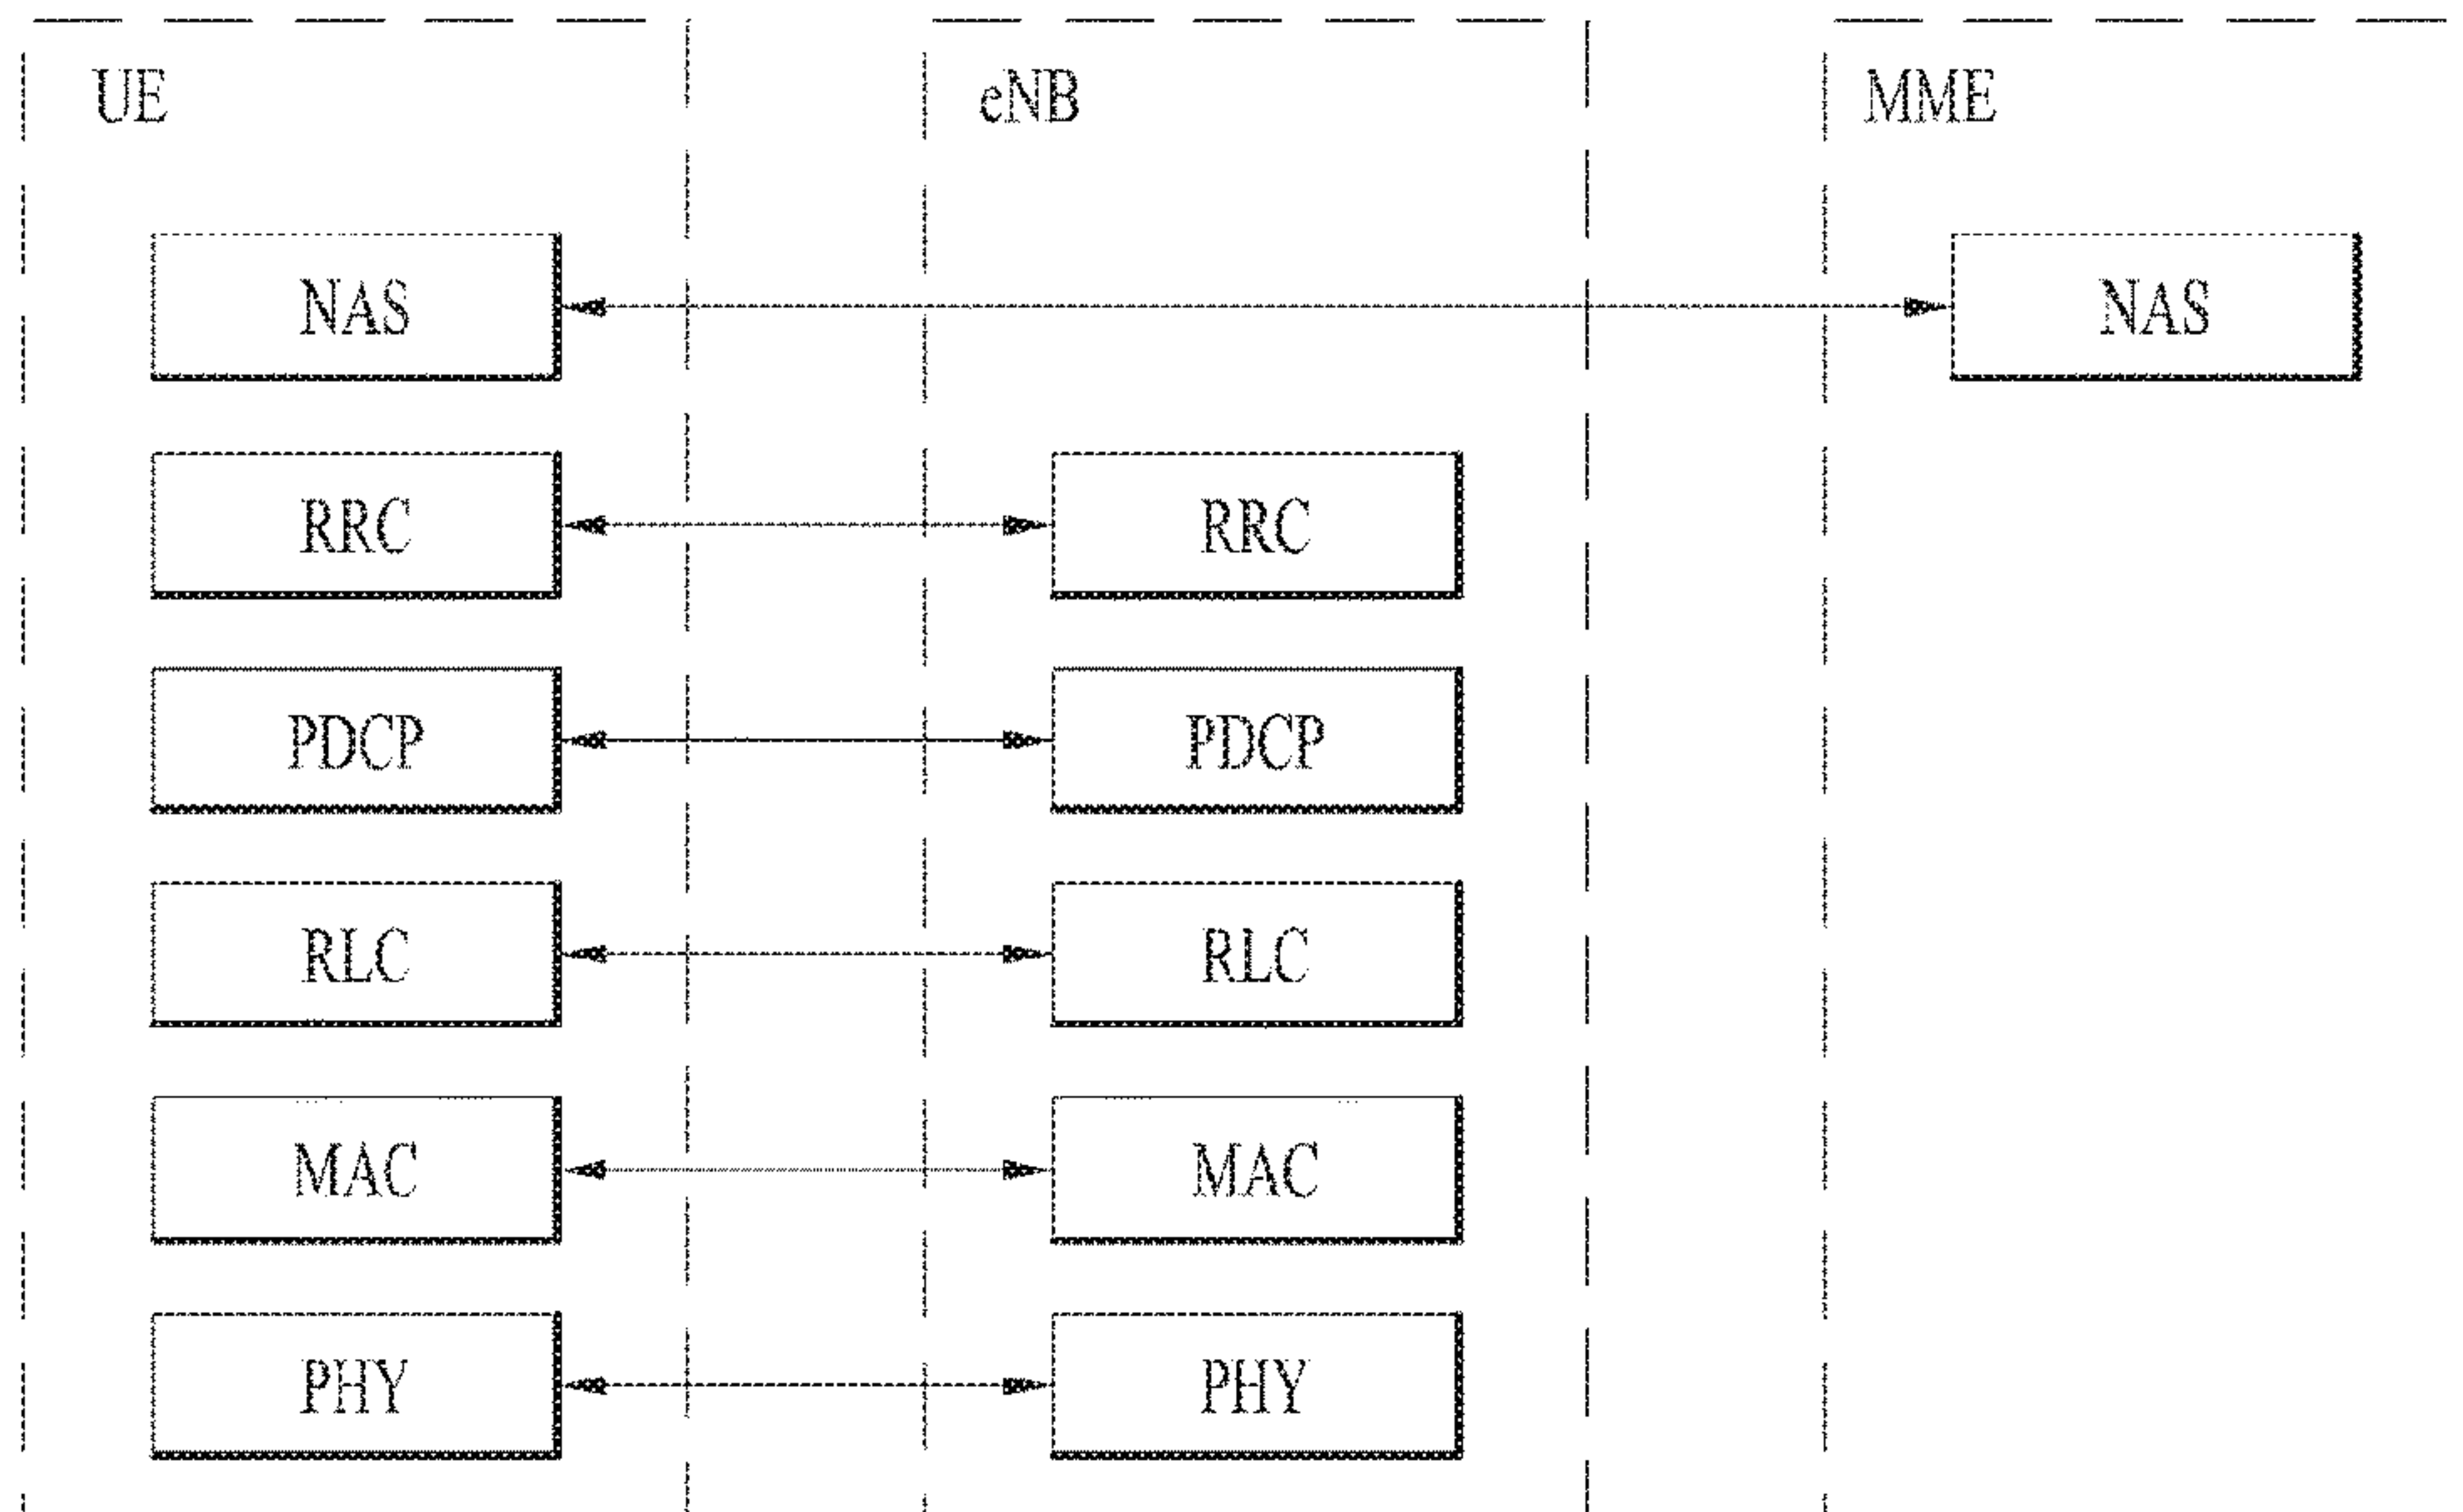 UE eNB MME
NAS NAS
RRC RRC
PDCP PDCP
RLC RLC
MAC MAC
PHY PHY